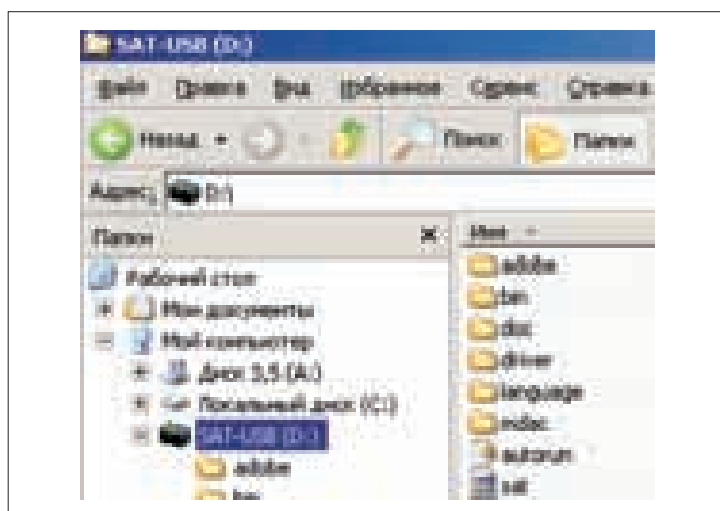 SAT-USB (D:)
Файл Правка Вид Избранное Сервис Справка
Назад Поиск Папки
Адрес: D:\
Папки
Рабочий стол
Мои документы
Мой компьютер
Диск 3,5 (A:)
Локальный диск (C:)
SAT-USB (D:)
adobe
bin
Имя
adobe
bin
doc
driver
language
autorun
sat